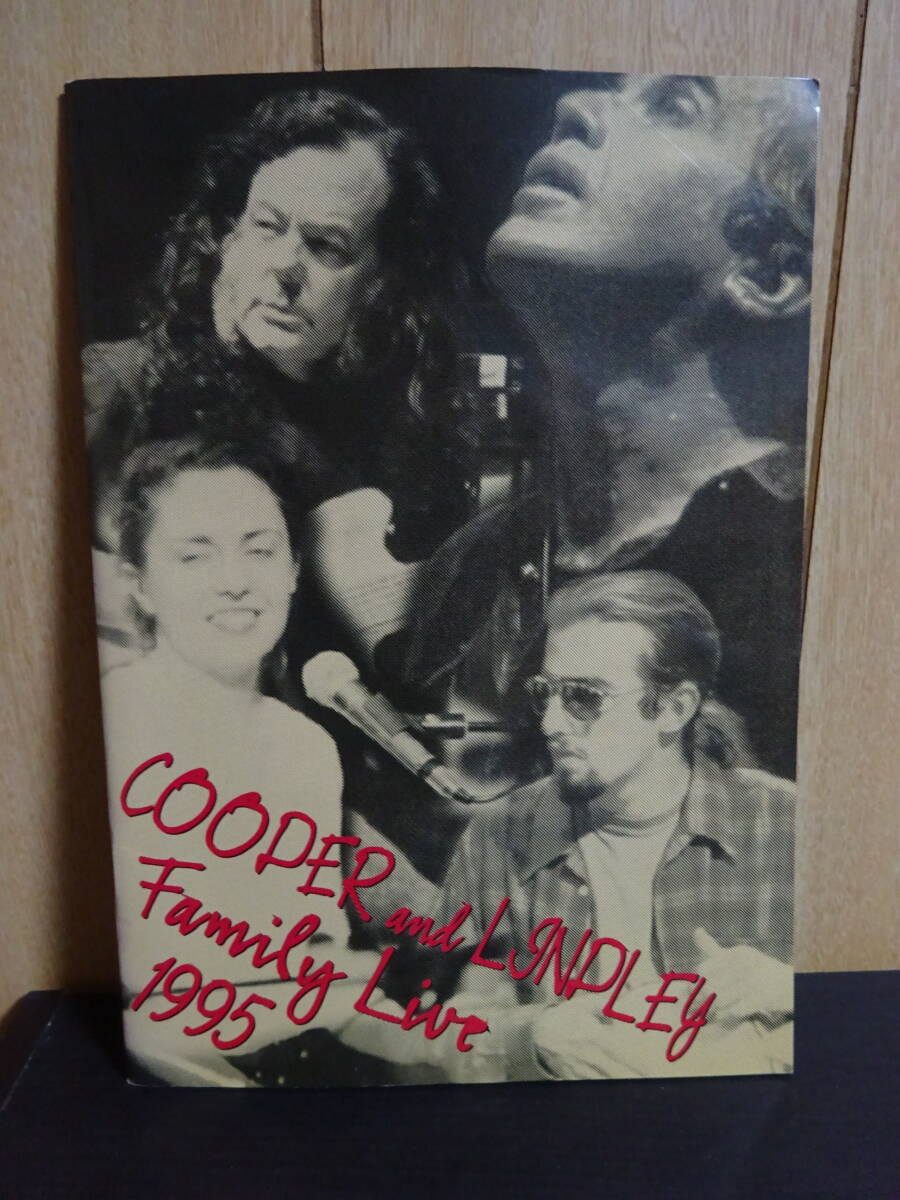 COODER and LINDLEY
Family Live
1995